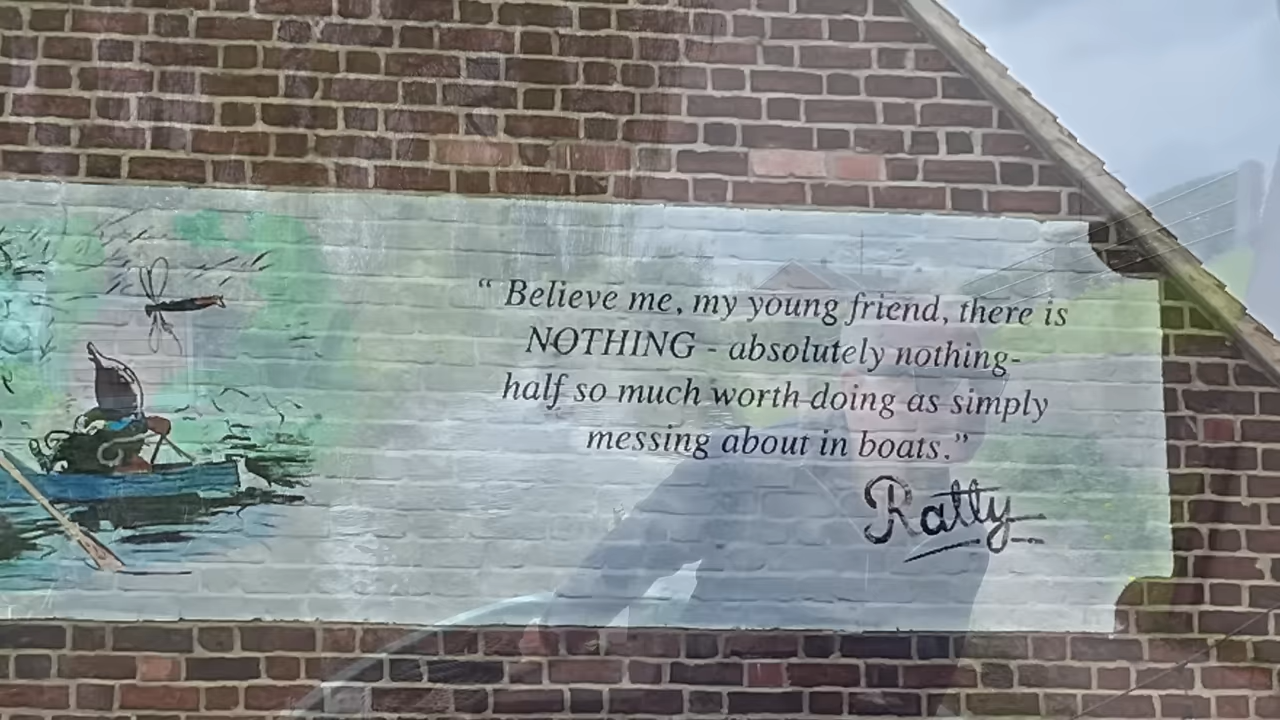 “ Believe me, my young friend, there is
NOTHING - absolutely nothing-
half so much worth doing as simply
messing about in boats.”
Ratty